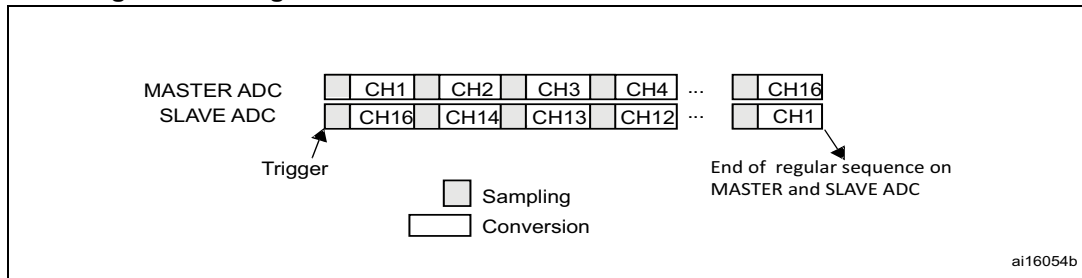 MASTER ADC CH1 CH2 CH3 CH4 ... CH16
SLAVE ADC CH16 CH14 CH13 CH12 ... CH1
Trigger
End of regular sequence on
MASTER and SLAVE ADC
Sampling
Conversion
ai16054b